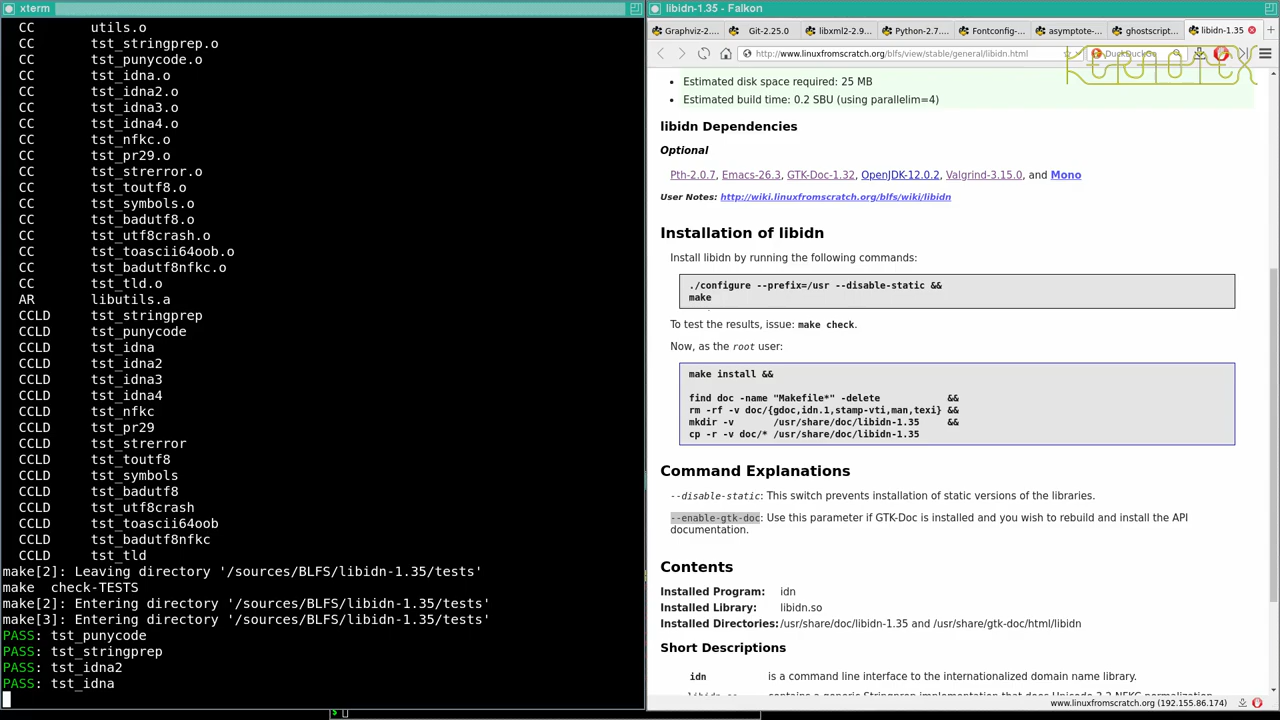 xterm
CC utils.o
CC tst_stringprep.o
CC tst_punycode.o
CC tst_idna.o
CC tst_idna2.o
CC tst_idna3.o
CC tst_idna4.o
CC tst_nfkc.o
CC tst_pr29.o
CC tst_strerror.o
CC tst_toutf8.o
CC tst_symbols.o
CC tst_badutf8.o
CC tst_utf8crash.o
CC tst_toascii64oob.o
CC tst_badutf8nfkc.o
CC tst_tld.o
AR libutils.a
CCLD tst_stringprep
CCLD tst_punycode
CCLD tst_idna
CCLD tst_idna2
CCLD tst_idna3
CCLD tst_idna4
CCLD tst_nfkc
CCLD tst_pr29
CCLD tst_strerror
CCLD tst_toutf8
CCLD tst_symbols
CCLD tst_badutf8
CCLD tst_utf8crash
CCLD tst_toascii64oob
CCLD tst_badutf8nfkc
CCLD tst_tld
make[2]: Leaving directory '/sources/BLFS/libidn-1.35/tests'
make check-TESTS
make[2]: Entering directory '/sources/BLFS/libidn-1.35/tests'
make[3]: Entering directory '/sources/BLFS/libidn-1.35/tests'
PASS: tst_punycode
PASS: tst_stringprep
PASS: tst_idna2
PASS: tst_idna
$
libidn-1.35 - Falkon
Graphviz-2.... Git-2.25.0 libxml2-2.9... Python-2.7.... Fontconfig-... asymptote-... ghostscript... libidn-1.35
http://www.linuxfromscratch.org/blfs/view/stable/general/libidn.html DuckDuckGo
KERNOTEX
• Estimated disk space required: 25 MB
• Estimated build time: 0.2 SBU (using parallelim=4)
libidn Dependencies
Optional
Pth-2.0.7, Emacs-26.3, GTK-Doc-1.32, OpenJDK-12.0.2, Valgrind-3.15.0, and Mono
User Notes: http://wiki.linuxfromscratch.org/blfs/wiki/libidn
Installation of libidn
Install libidn by running the following commands:
./configure --prefix=/usr --disable-static &&
make
To test the results, issue: make check.
Now, as the root user:
make install &&
find doc -name "Makefile*" -delete &&
rm -rf -v doc/{gdoc,idn.1,stamp-vti,man,texi} &&
mkdir -v /usr/share/doc/libidn-1.35 &&
cp -r -v doc/* /usr/share/doc/libidn-1.35
Command Explanations
--disable-static: This switch prevents installation of static versions of the libraries.
--enable-gtk-doc: Use this parameter if GTK-Doc is installed and you wish to rebuild and install the API
documentation.
Contents
Installed Program: idn
Installed Library: libidn.so
Installed Directories: /usr/share/doc/libidn-1.35 and /usr/share/gtk-doc/html/libidn
Short Descriptions
idn is a command line interface to the internationalized domain name library.
libidn.so contains a generic Stringprep implementation that does Unicode 3.2 NFKC normalization,
www.linuxfromscratch.org (192.155.86.174)